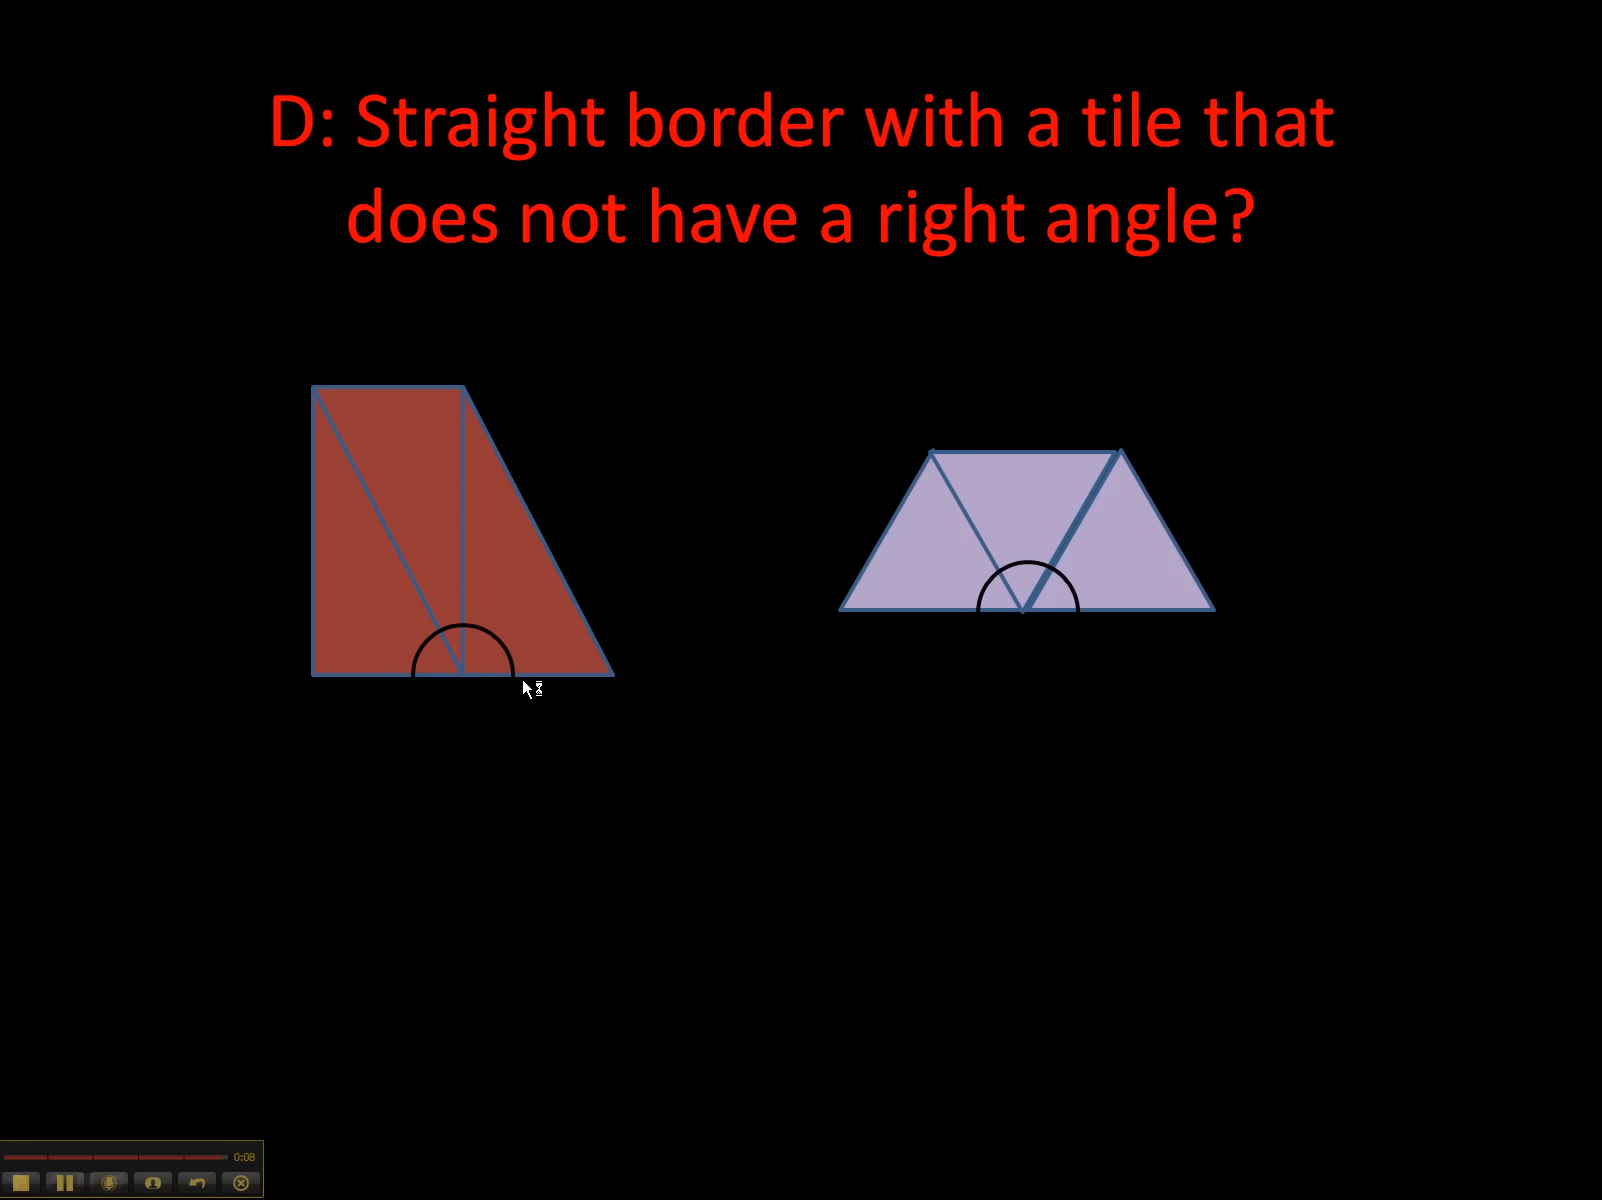 D: Straight border with a tile that
does not have a right angle?
0:08